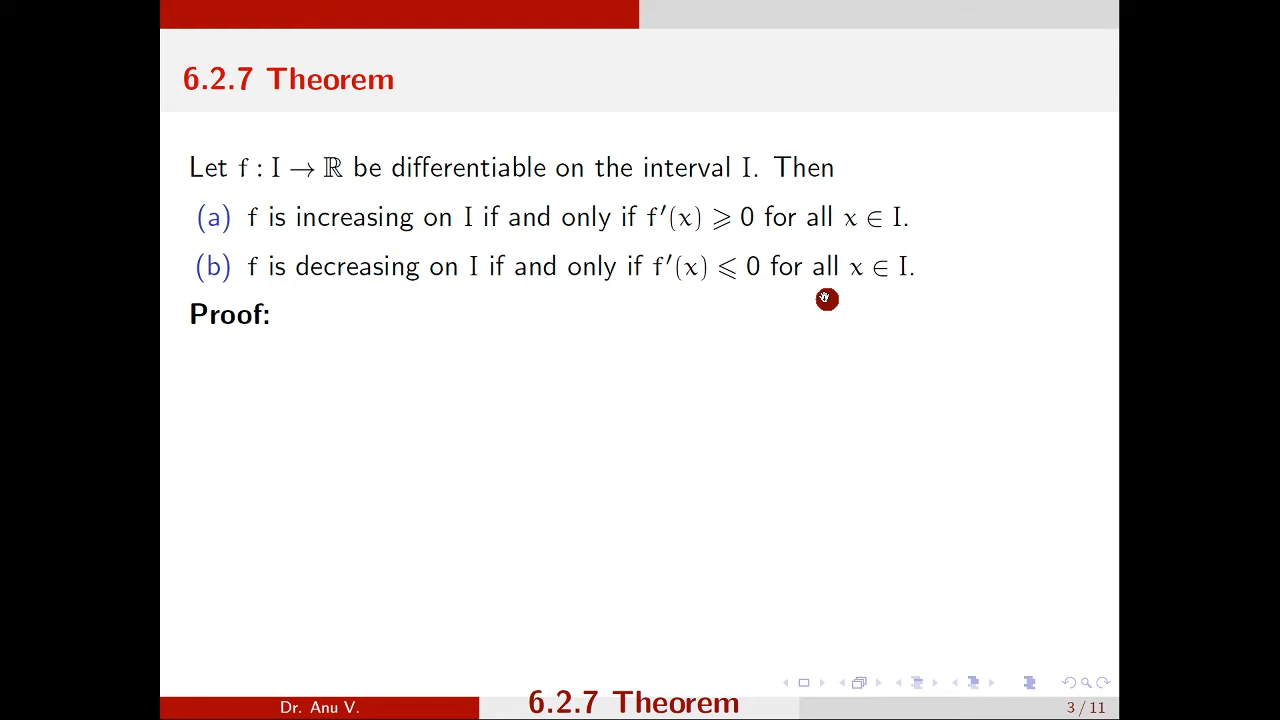 6.2.7 Theorem
Let f : I → ℝ be differentiable on the interval I. Then
(a) f is increasing on I if and only if f′(x) ⩾ 0 for all x ∈ I.
(b) f is decreasing on I if and only if f′(x) ⩽ 0 for all x ∈ I.
Proof:
Dr. Anu V.
6.2.7 Theorem
3 / 11